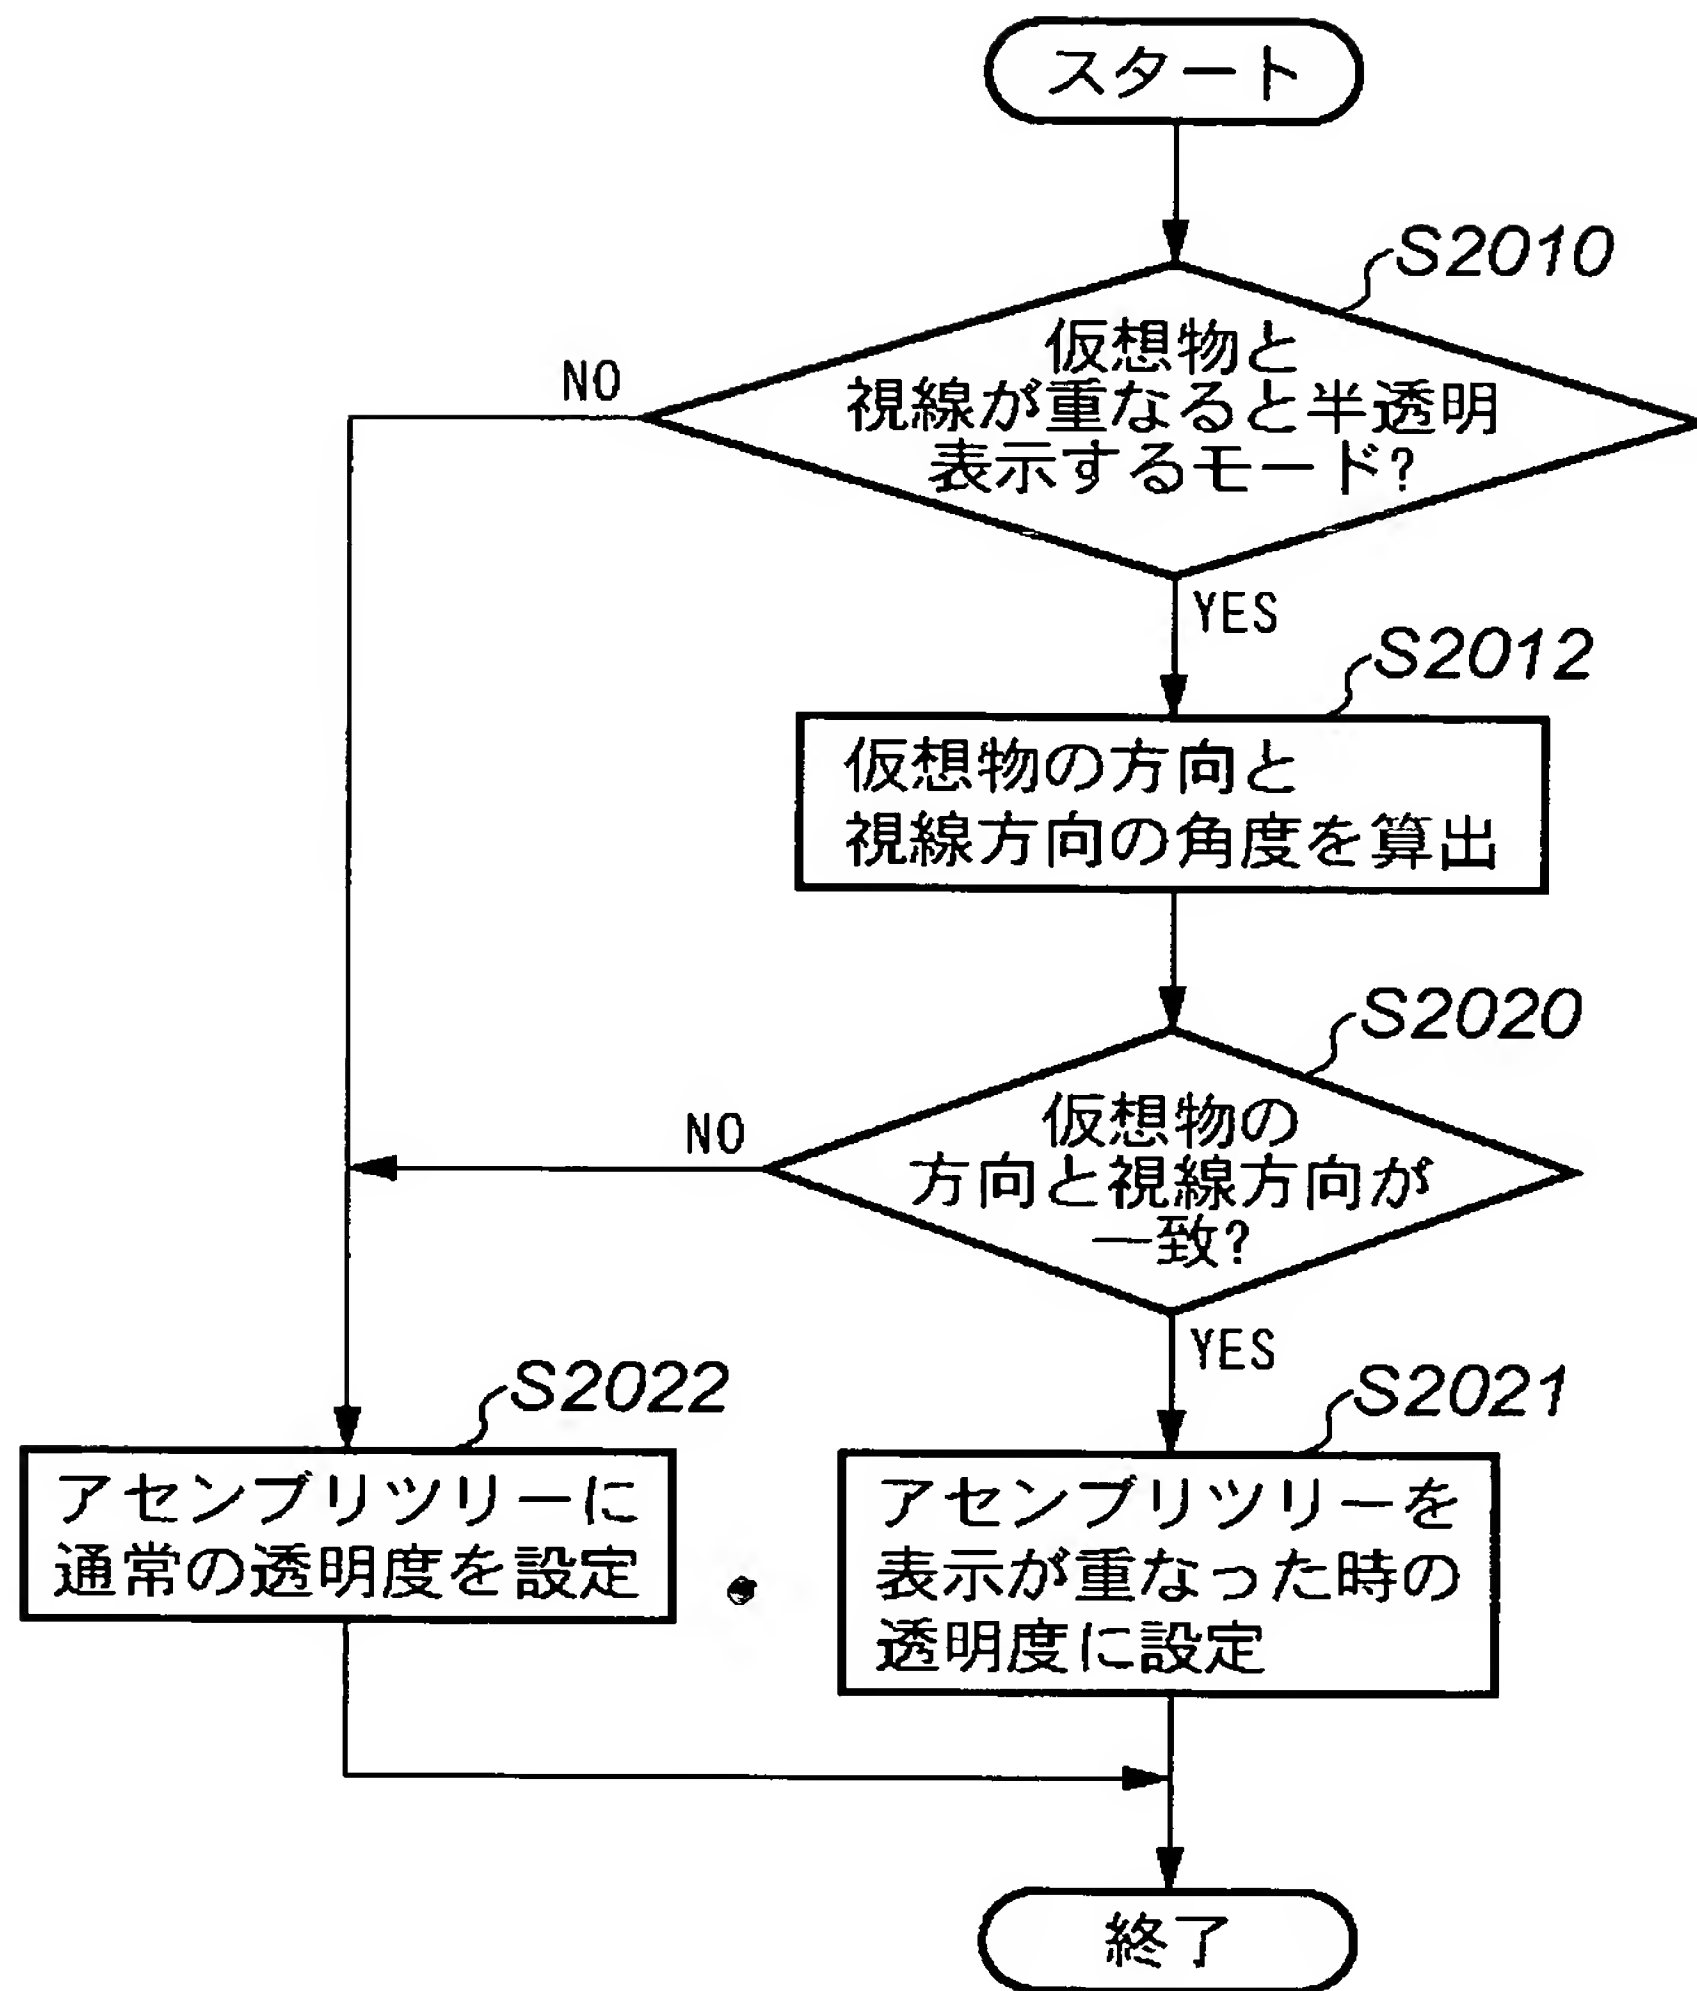 スタート
S2010
仮想物と
視線が重なると半透明
表示するモード?
NO
YES
S2012
仮想物の方向と
視線方向の角度を算出
S2020
仮想物の
方向と視線方向が
一致?
NO
YES
S2022
アセンブリツリーに
通常の透明度を設定
S2021
アセンブリツリーを
表示が重なった時の
透明度に設定
終了